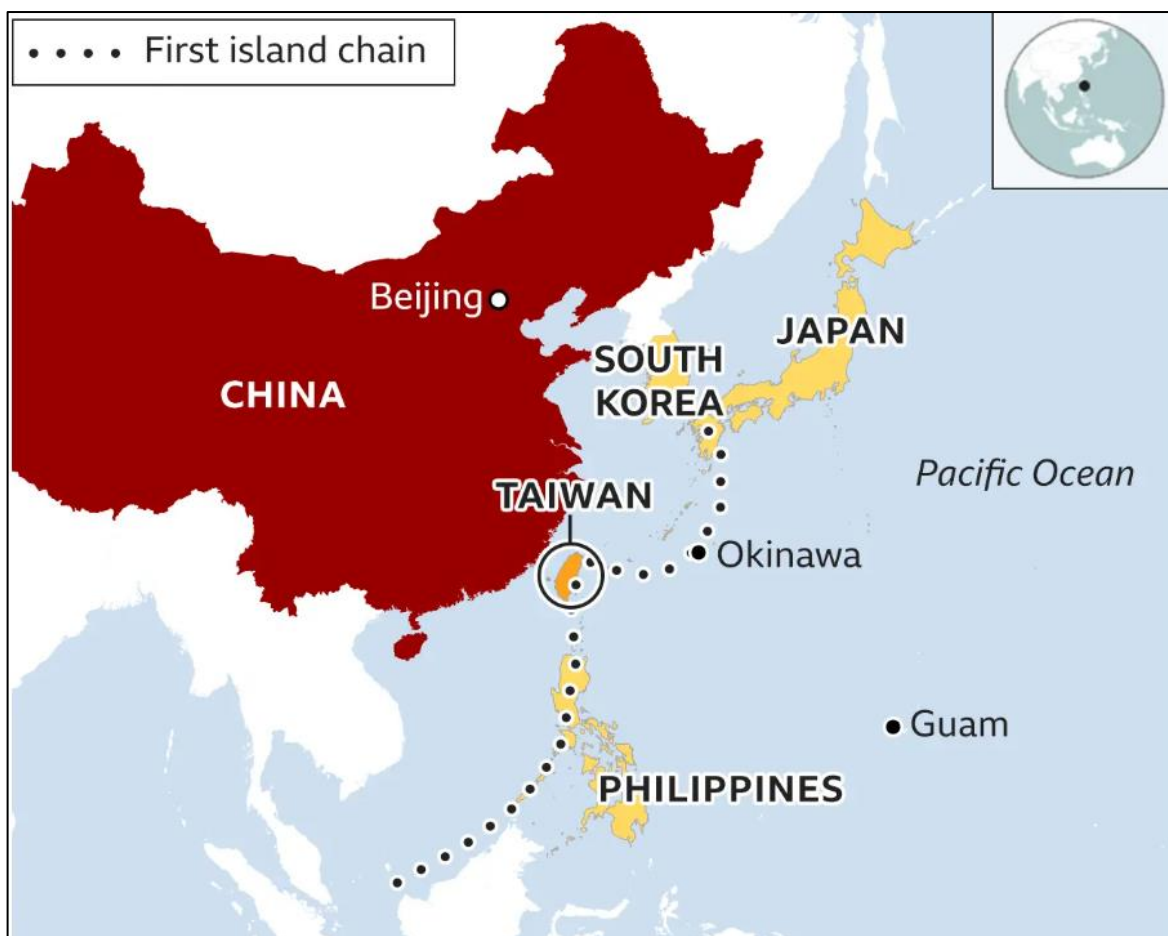 • • • • First island chain
Beijing
JAPAN
SOUTH
KOREA
CHINA
Pacific Ocean
TAIWAN
Okinawa
Guam
PHILIPPINES